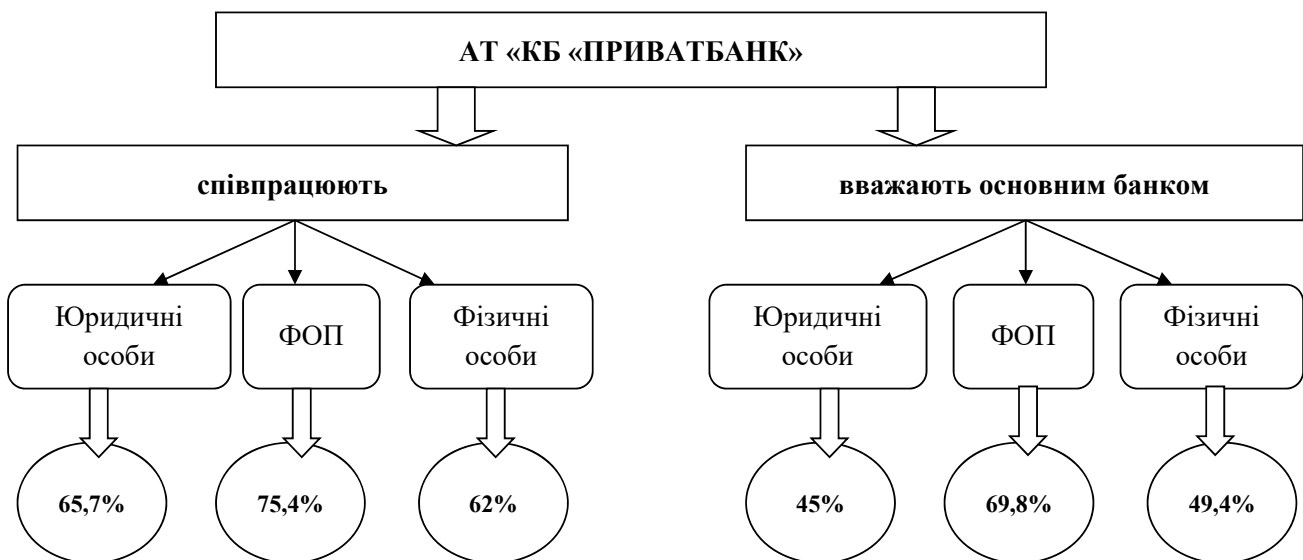 АТ «КБ «ПРИВАТБАНК»
співпрацюють
вважають основним банком
Юридичні
особи
ФОП
Фізичні
особи
Юридичні
особи
ФОП
Фізичні
особи
65,7%
75,4%
62%
45%
69,8%
49,4%